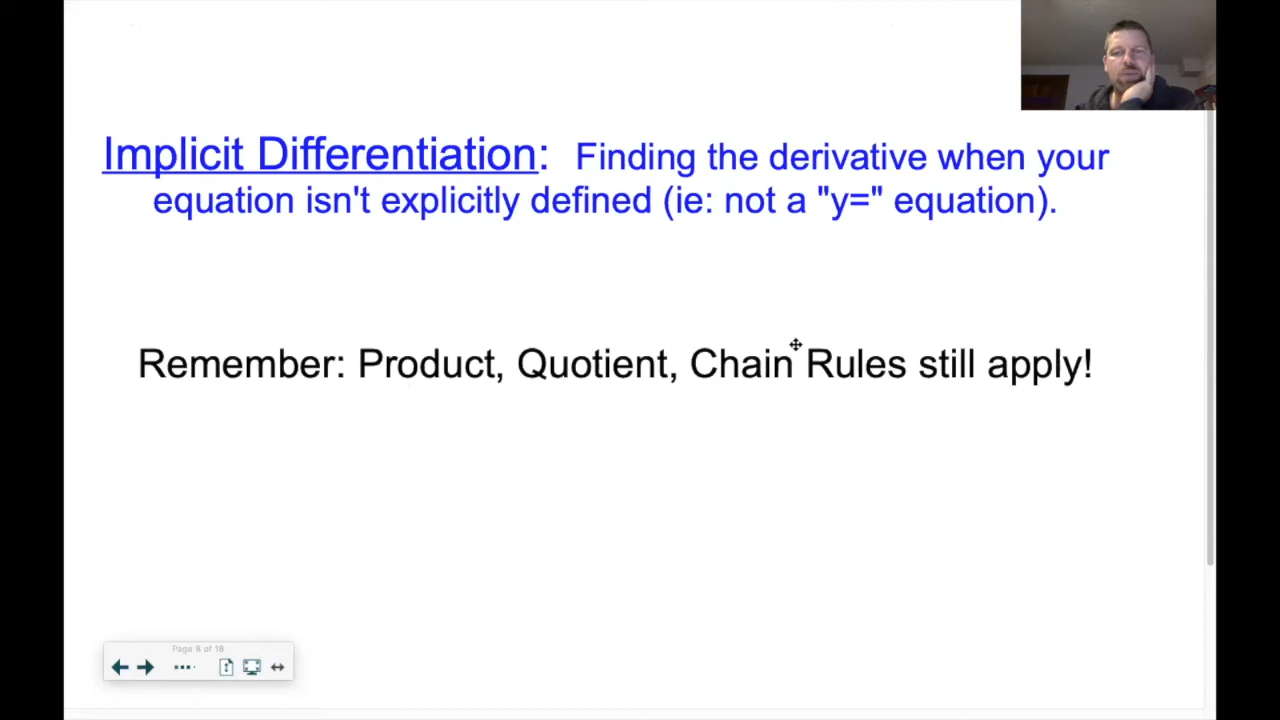 Implicit Differentiation: Finding the derivative when your
equation isn't explicitly defined (ie: not a "y=" equation).
Remember: Product, Quotient, Chain Rules still apply!
Page 8 of 18